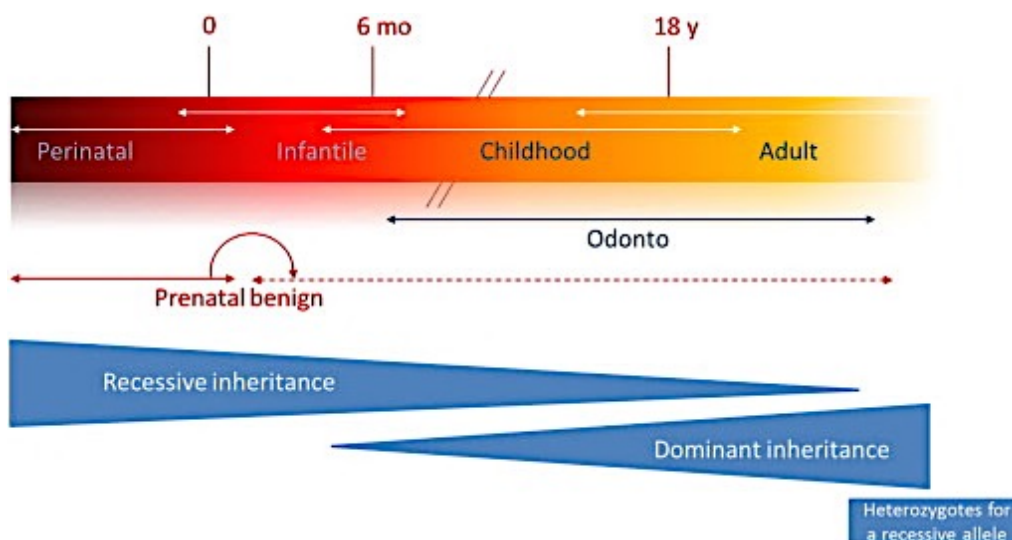 0 6 mo 18 y
Perinatal Infantile Childhood Adult
Odonto
Prenatal benign
Recessive inheritance
Dominant inheritance
Heterozygotes for
a recessive allele